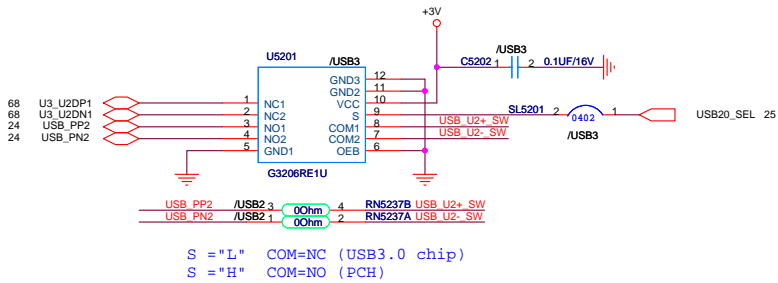 +3V
/USB3
C5202 1 2 0.1UF/16V
U5201 /USB3
GND3 12
GND2 11
68 U3_U2DP1 1 NC1 VCC 10
68 U3_U2DN1 2 NC2 S 9 SL5201 2 0402 1 USB20_SEL 25
24 USB_PP2 3 NO1 COM1 8 USB_U2+_SW
24 USB_PN2 4 NO2 COM2 7 USB_U2-_SW
5 GND1 OEB 6
/USB3
G3206RE1U
USB_PP2 /USB2 3 0Ohm 4 RN5237B USB_U2+_SW
USB_PN2 /USB2 1 0Ohm 2 RN5237A USB_U2-_SW
S ="L" COM=NC (USB3.0 chip)
S ="H" COM=NO (PCH)